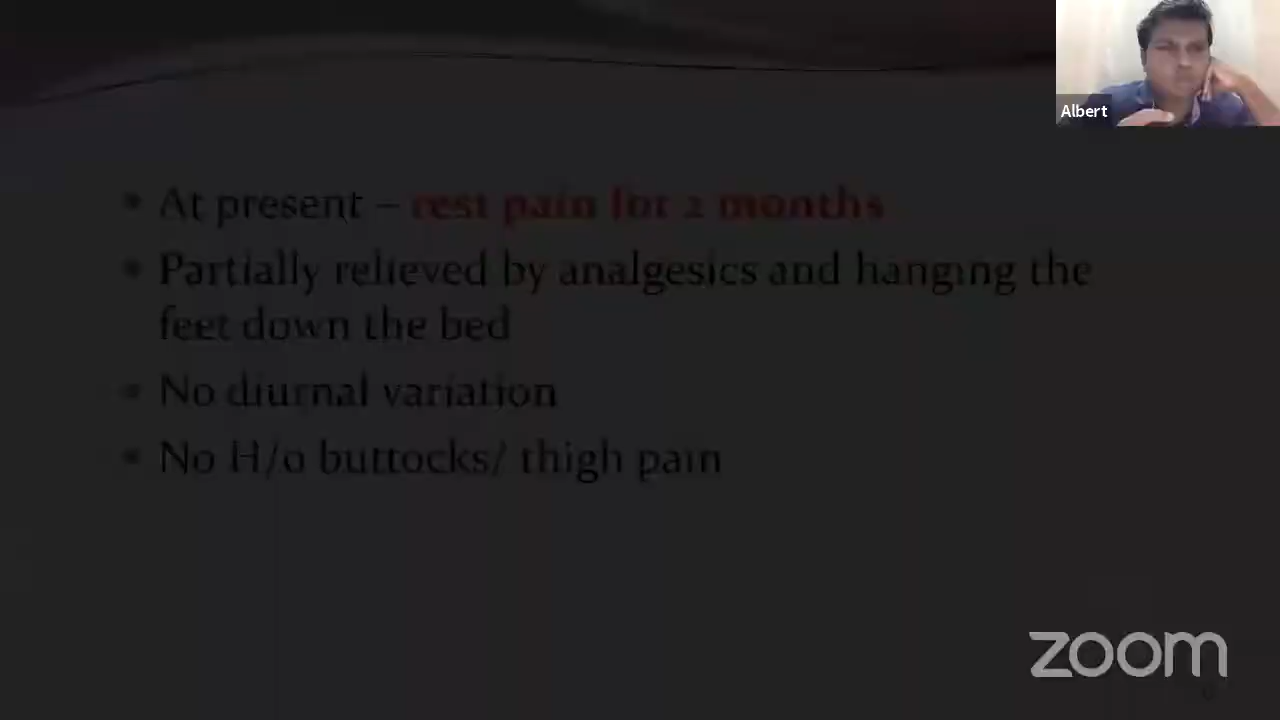 Albert
At present – rest pain for 2 months
Partially relieved by analgesics and hanging the
feet down the bed
No diurnal variation
No H/o buttocks/ thigh pain
zoom